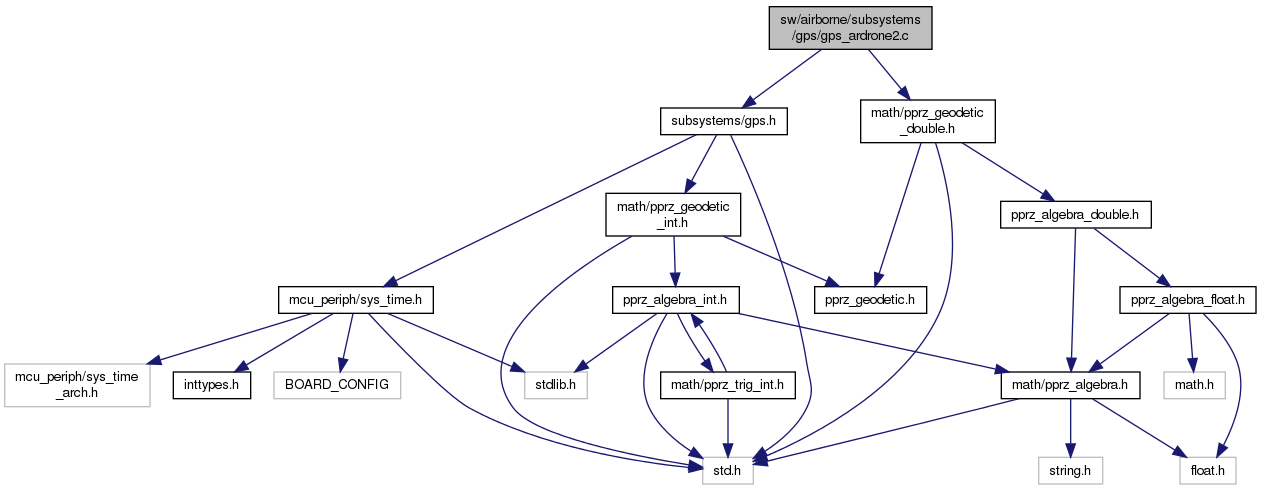 sw/airborne/subsystems
/gps/gps_ardrone2.c
subsystems/gps.h
math/pprz_geodetic
_double.h
math/pprz_geodetic
_int.h
pprz_algebra_double.h
mcu_periph/sys_time.h
pprz_algebra_int.h
pprz_geodetic.h
pprz_algebra_float.h
mcu_periph/sys_time
_arch.h
inttypes.h
BOARD_CONFIG
stdlib.h
math/pprz_trig_int.h
math/pprz_algebra.h
math.h
std.h
string.h
float.h